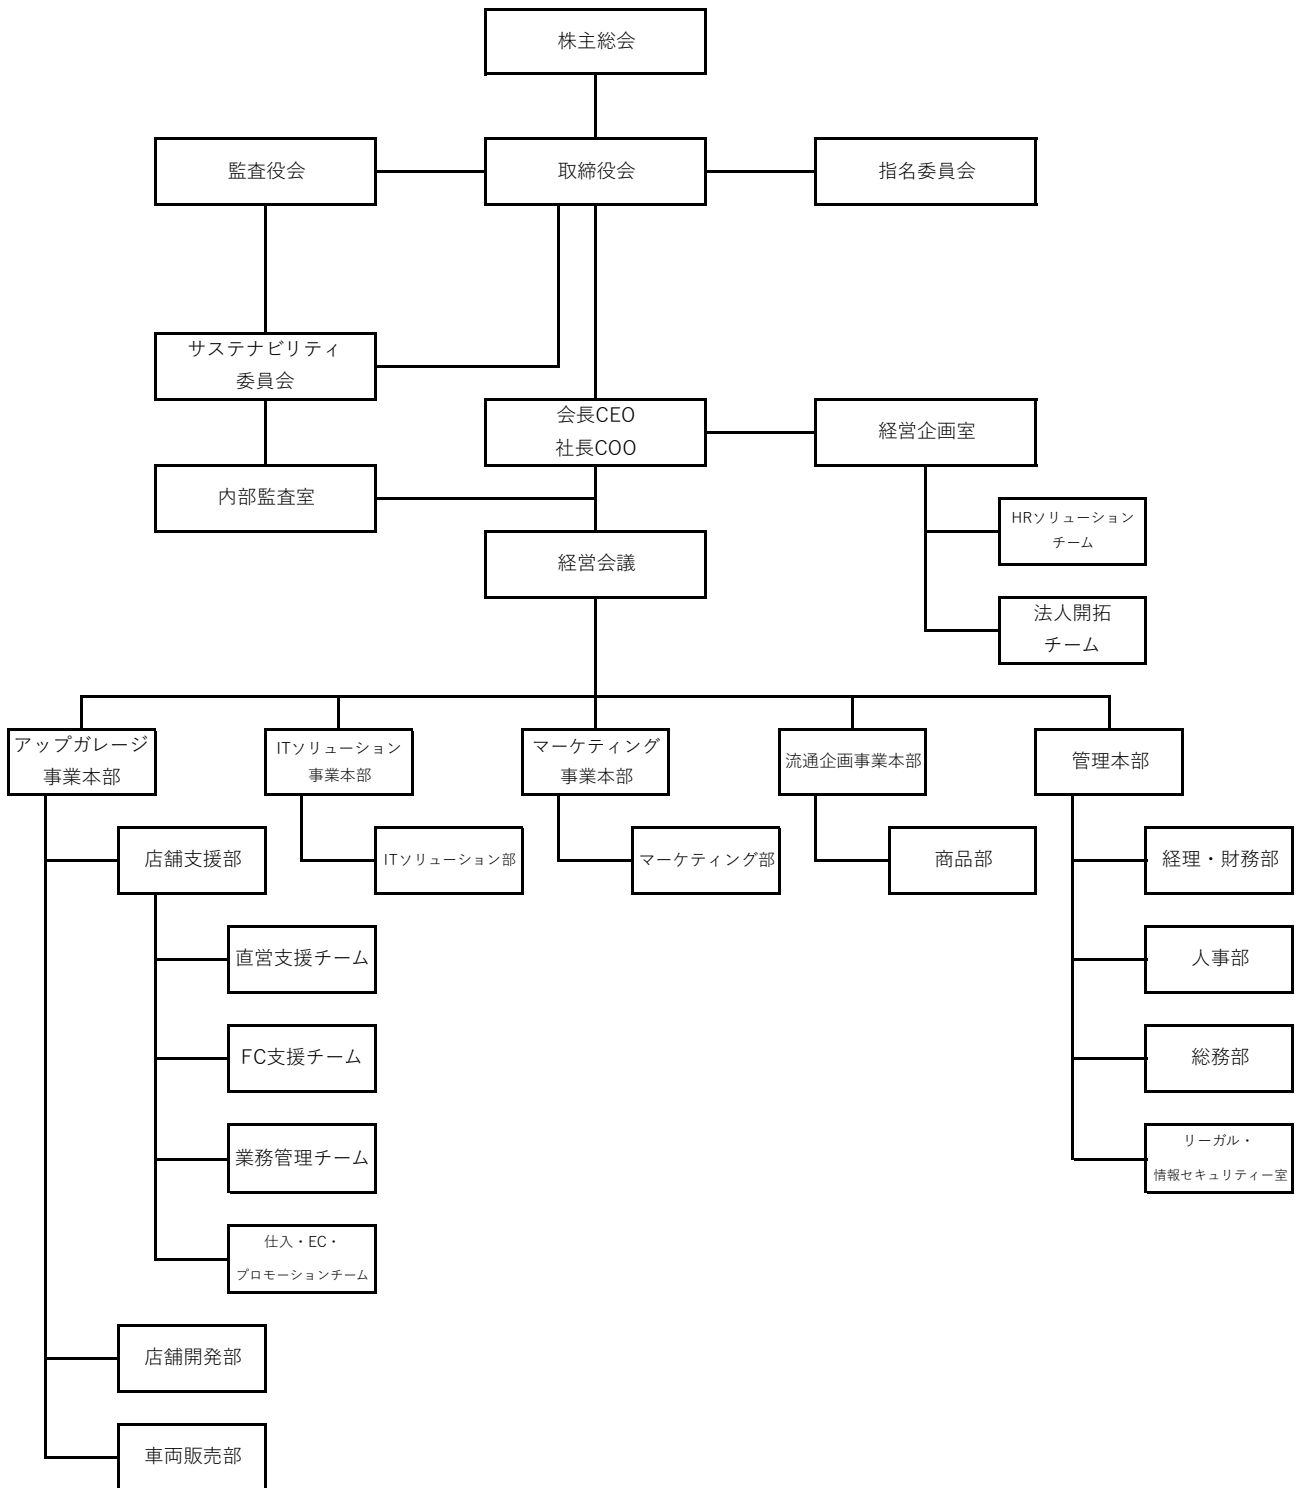 株主総会
監査役会
取締役会
指名委員会
サステナビリティ
委員会
会長CEO
社長COO
経営企画室
内部監査室
HRソリューション
チーム
経営会議
法人開拓
チーム
アップガレージ
事業本部
ITソリューション
事業本部
マーケティング
事業本部
流通企画事業本部
管理本部
店舗支援部
ITソリューション部
マーケティング部
商品部
経理・財務部
直営支援チーム
人事部
FC支援チーム
総務部
業務管理チーム
リーガル・
情報セキュリティー室
仕入・EC・
プロモーションチーム
店舗開発部
車両販売部